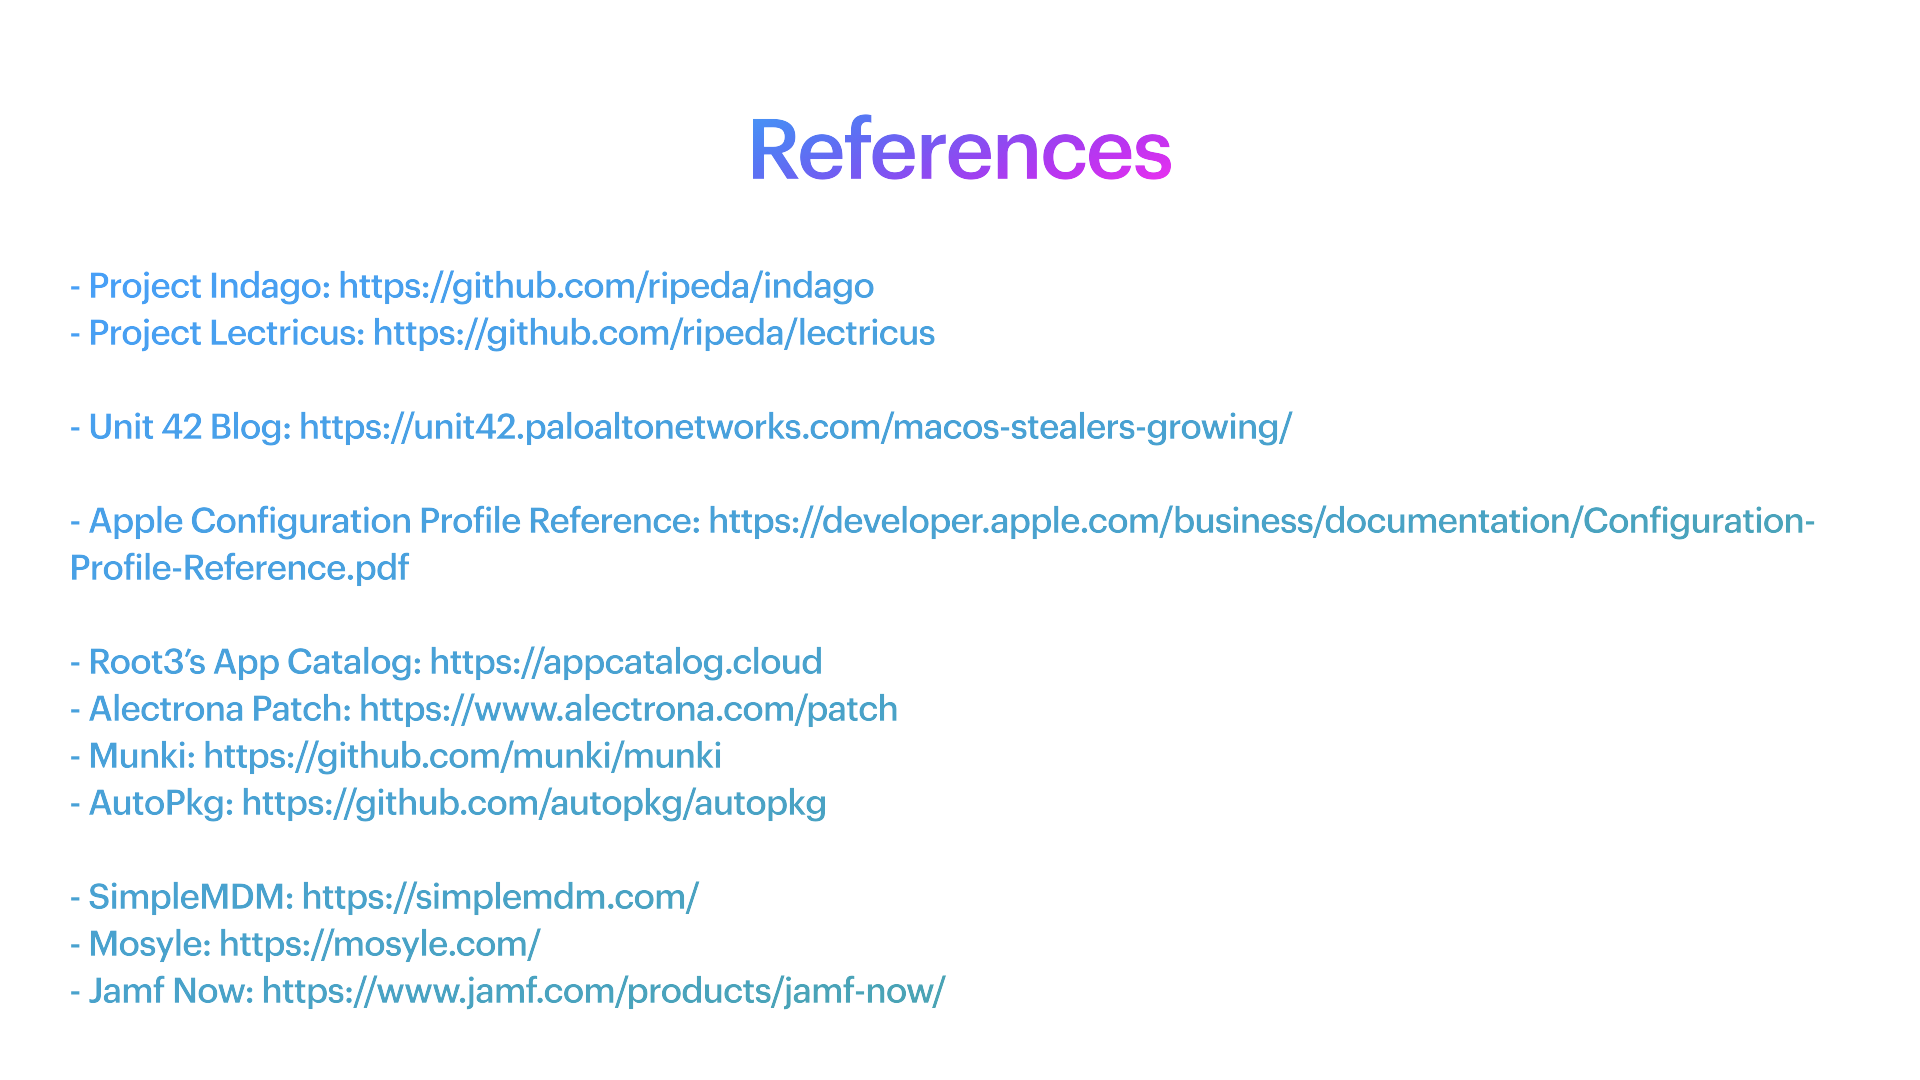 References
- Project Indago: https://github.com/ripeda/indago
- Project Lectricus: https://github.com/ripeda/lectricus
- Unit 42 Blog: https://unit42.paloaltonetworks.com/macos-stealers-growing/
- Apple Configuration Profile Reference: https://developer.apple.com/business/documentation/Configuration-
Profile-Reference.pdf
- Root3’s App Catalog: https://appcatalog.cloud
- Alectrona Patch: https://www.alectrona.com/patch
- Munki: https://github.com/munki/munki
- AutoPkg: https://github.com/autopkg/autopkg
- SimpleMDM: https://simplemdm.com/
- Mosyle: https://mosyle.com/
- Jamf Now: https://www.jamf.com/products/jamf-now/